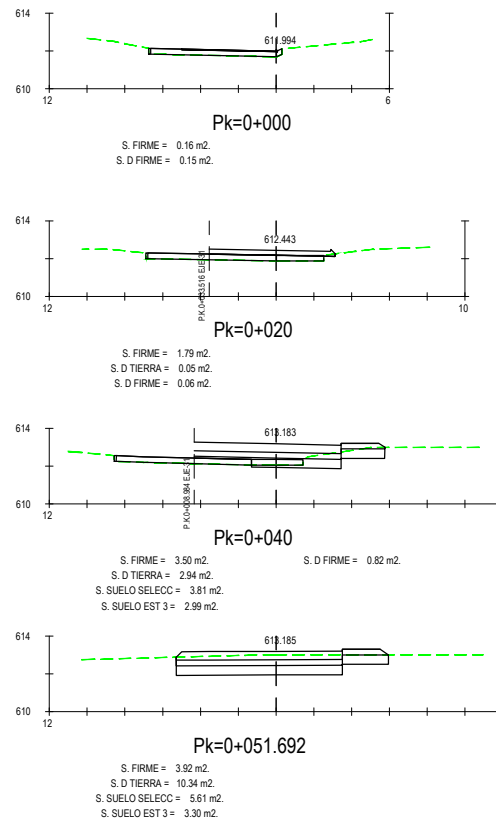 614
611.994
610
12
6
Pk=0+000
S. FIRME = 0.16 m2.
S. D FIRME = 0.15 m2.
614
612.443
610
12
10
Pk=0+020
S. FIRME = 1.79 m2.
S. D TIERRA = 0.05 m2.
S. D FIRME = 0.06 m2.
614
613.183
P.K.0+008.984 EJE-31
610
12
Pk=0+040
S. FIRME = 3.50 m2. S. D FIRME = 0.82 m2.
S. D TIERRA = 2.94 m2.
S. SUELO SELECC = 3.81 m2.
S. SUELO EST 3 = 2.99 m2.
614
613.185
610
12
Pk=0+051.692
S. FIRME = 3.92 m2.
S. D TIERRA = 10.34 m2.
S. SUELO SELECC = 5.61 m2.
S. SUELO EST 3 = 3.30 m2.